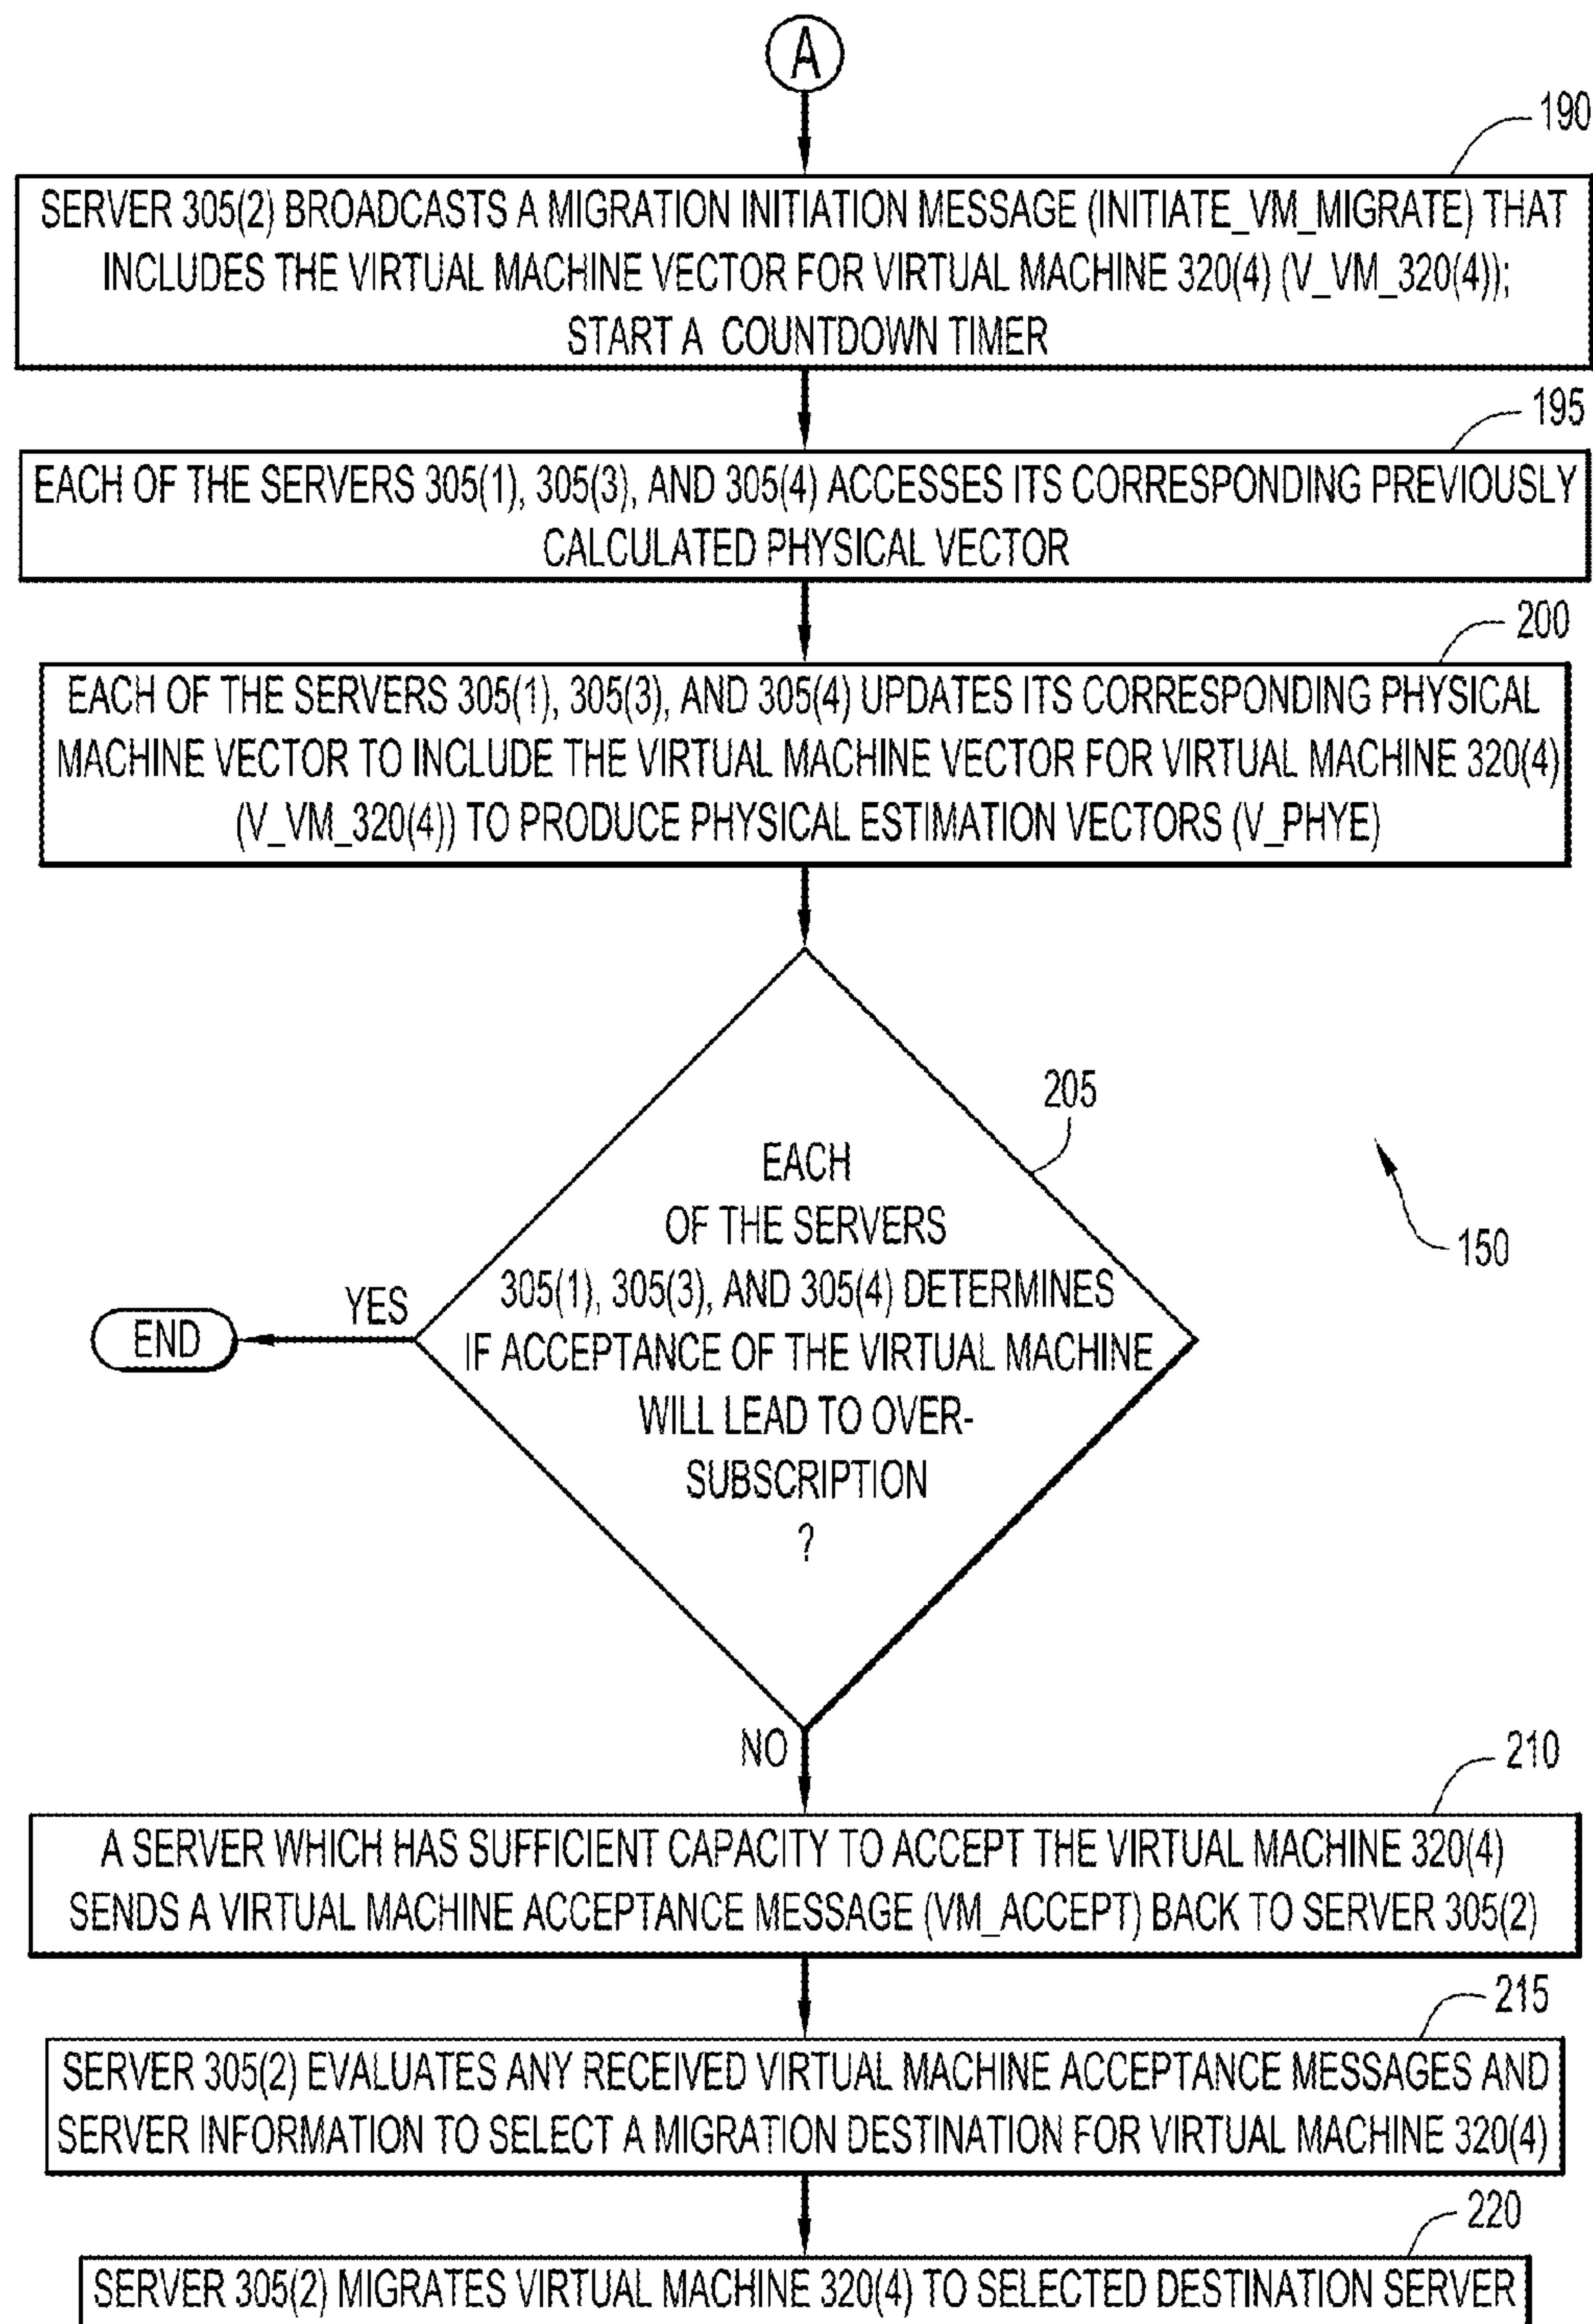 A
190
SERVER 305(2) BROADCASTS A MIGRATION INITIATION MESSAGE (INITIATE_VM_MIGRATE) THAT
INCLUDES THE VIRTUAL MACHINE VECTOR FOR VIRTUAL MACHINE 320(4) (V_VM_320(4));
START A COUNTDOWN TIMER
195
EACH OF THE SERVERS 305(1), 305(3), AND 305(4) ACCESSES ITS CORRESPONDING PREVIOUSLY
CALCULATED PHYSICAL VECTOR
200
EACH OF THE SERVERS 305(1), 305(3), AND 305(4) UPDATES ITS CORRESPONDING PHYSICAL
MACHINE VECTOR TO INCLUDE THE VIRTUAL MACHINE VECTOR FOR VIRTUAL MACHINE 320(4)
(V_VM_320(4)) TO PRODUCE PHYSICAL ESTIMATION VECTORS (V_PHYE)
205
EACH
OF THE SERVERS
305(1), 305(3), AND 305(4) DETERMINES
IF ACCEPTANCE OF THE VIRTUAL MACHINE
WILL LEAD TO OVER-
SUBSCRIPTION
?
150
YES
END
NO
210
A SERVER WHICH HAS SUFFICIENT CAPACITY TO ACCEPT THE VIRTUAL MACHINE 320(4)
SENDS A VIRTUAL MACHINE ACCEPTANCE MESSAGE (VM_ACCEPT) BACK TO SERVER 305(2)
215
SERVER 305(2) EVALUATES ANY RECEIVED VIRTUAL MACHINE ACCEPTANCE MESSAGES AND
SERVER INFORMATION TO SELECT A MIGRATION DESTINATION FOR VIRTUAL MACHINE 320(4)
220
SERVER 305(2) MIGRATES VIRTUAL MACHINE 320(4) TO SELECTED DESTINATION SERVER